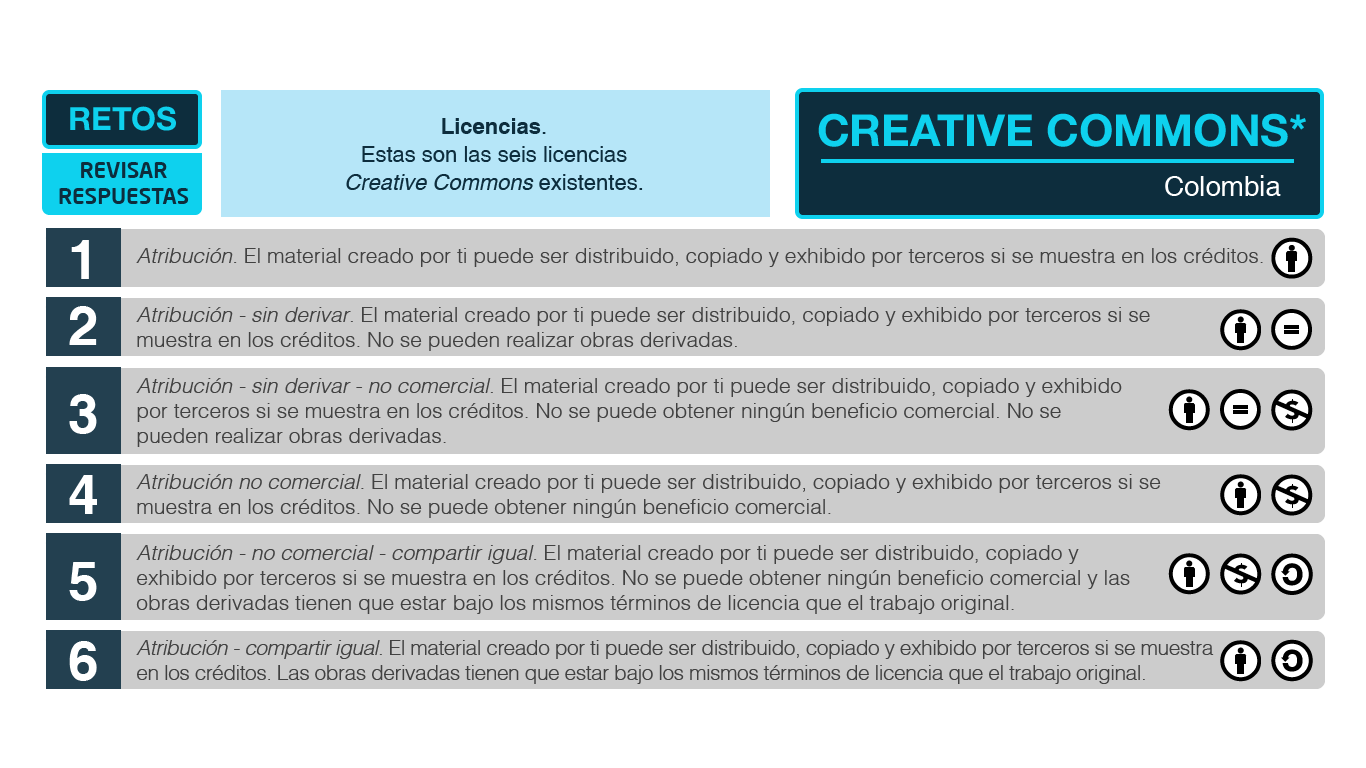 RETOS
REVISAR
RESPUESTAS
Licencias.
Estas son las seis licencias
Creative Commons existentes.
CREATIVE COMMONS*
Colombia
1
Atribución. El material creado por ti puede ser distribuido, copiado y exhibido por terceros si se muestra en los créditos.
2
Atribución - sin derivar. El material creado por ti puede ser distribuido, copiado y exhibido por terceros si se
muestra en los créditos. No se pueden realizar obras derivadas.
=
3
Atribución - sin derivar - no comercial. El material creado por ti puede ser distribuido, copiado y exhibido
por terceros si se muestra en los créditos. No se puede obtener ningún beneficio comercial. No se
pueden realizar obras derivadas.
= $
4
Atribución no comercial. El material creado por ti puede ser distribuido, copiado y exhibido por terceros si se
muestra en los créditos. No se puede obtener ningún beneficio comercial.
$
5
Atribución - no comercial - compartir igual. El material creado por ti puede ser distribuido, copiado y
exhibido por terceros si se muestra en los créditos. No se puede obtener ningún beneficio comercial y las
obras derivadas tienen que estar bajo los mismos términos de licencia que el trabajo original.
$
6
Atribución - compartir igual. El material creado por ti puede ser distribuido, copiado y exhibido por terceros si se muestra
en los créditos. Las obras derivadas tienen que estar bajo los mismos términos de licencia que el trabajo original.